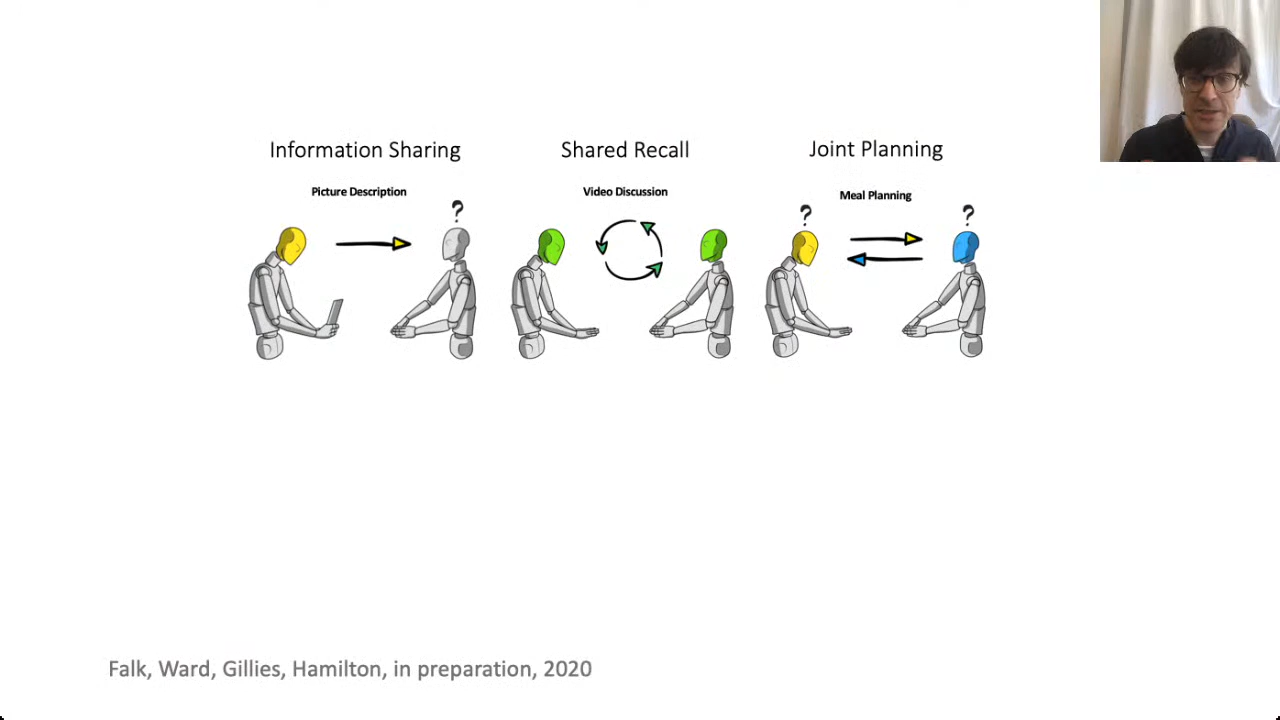 Information Sharing
Shared Recall
Joint Planning
Picture Description
Video Discussion
Meal Planning
?
?
?
Falk, Ward, Gillies, Hamilton, in preparation, 2020